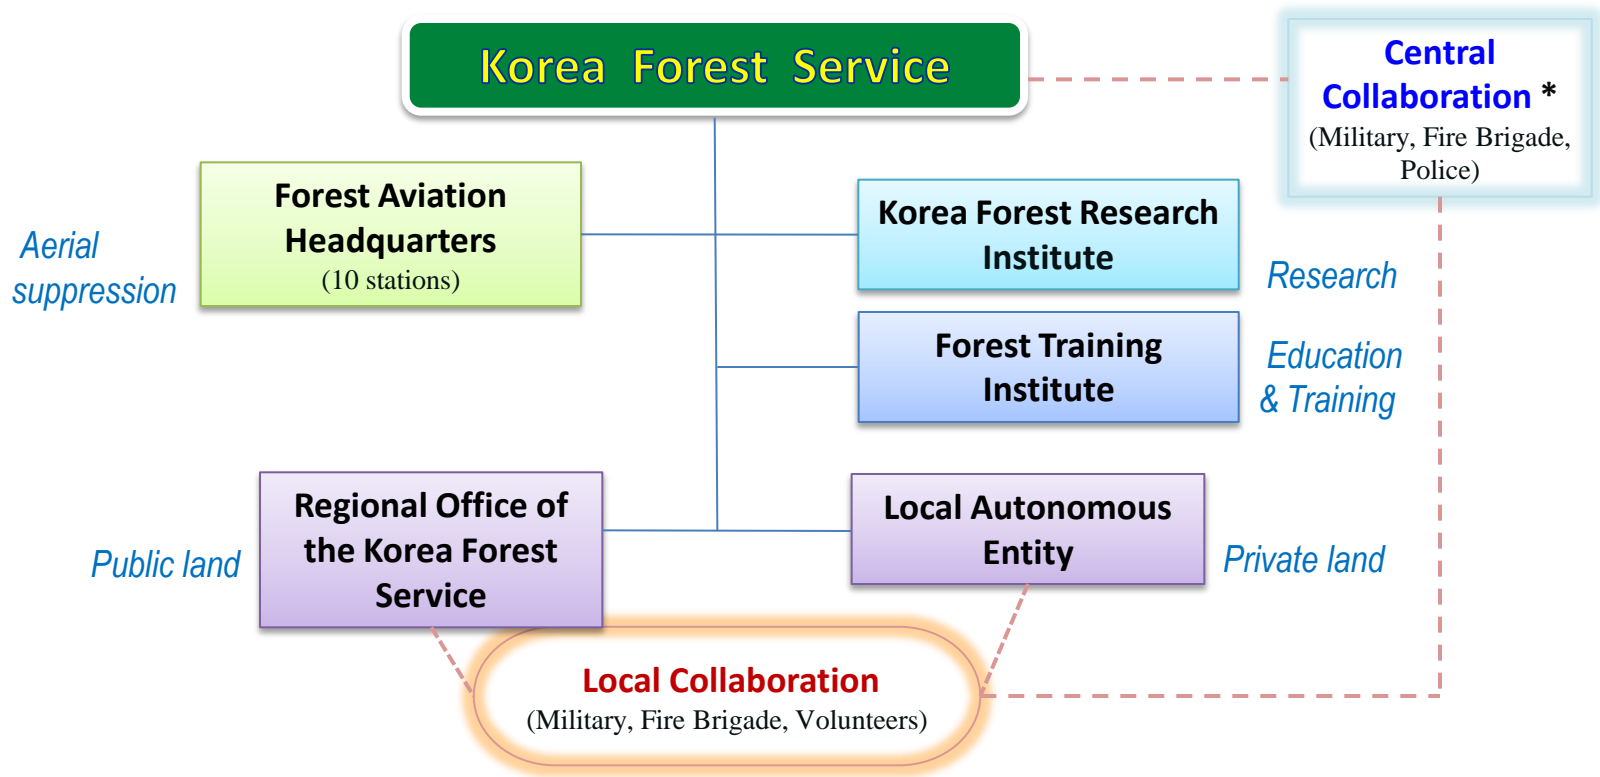 Korea Forest Service
Central
Collaboration *
(Military, Fire Brigade,
Police)
Forest Aviation
Headquarters
(10 stations)
Aerial
suppression
Korea Forest Research
Institute
Research
Forest Training
Institute
Education
& Training
Regional Office of
the Korea Forest
Service
Public land
Local Autonomous
Entity
Private land
Local Collaboration
(Military, Fire Brigade, Volunteers)